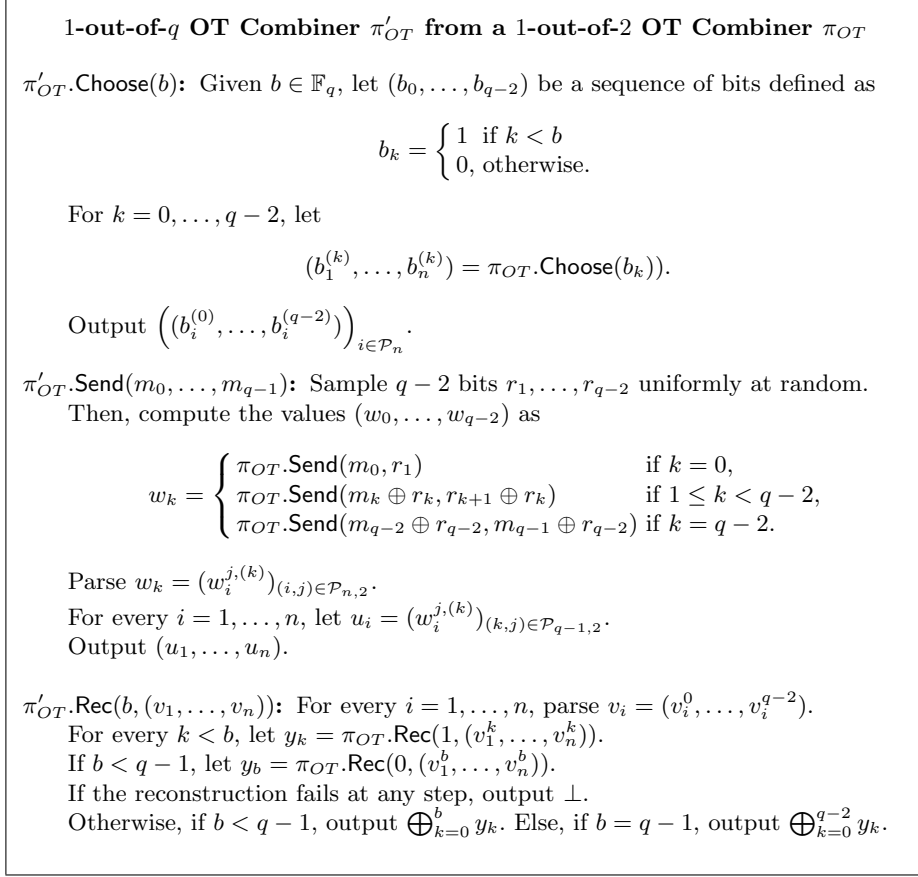 1-out-of-q OT Combiner π′_OT from a 1-out-of-2 OT Combiner π_OT
π′_OT.Choose(b): Given b ∈ 𝔽_q, let (b_0, . . . , b_{q−2}) be a sequence of bits defined as
b_k = { 1 if k < b
0, otherwise.
For k = 0, . . . , q − 2, let
(b_1^{(k)}, . . . , b_n^{(k)}) = π_OT.Choose(b_k)).
Output ((b_i^{(0)}, . . . , b_i^{(q−2)}))_{i∈𝒫_n}.
π′_OT.Send(m_0, . . . , m_{q−1}): Sample q − 2 bits r_1, . . . , r_{q−2} uniformly at random.
Then, compute the values (w_0, . . . , w_{q−2}) as
π_OT.Send(m_0, r_1) if k = 0,
w_k = { π_OT.Send(m_k ⊕ r_k, r_{k+1} ⊕ r_k) if 1 ≤ k < q − 2,
π_OT.Send(m_{q−2} ⊕ r_{q−2}, m_{q−1} ⊕ r_{q−2}) if k = q − 2.
Parse w_k = (w_i^{j,(k)})_{(i,j)∈𝒫_{n,2}}.
For every i = 1, . . . , n, let u_i = (w_i^{j,(k)})_{(k,j)∈𝒫_{q−1,2}}.
Output (u_1, . . . , u_n).
π′_OT.Rec(b, (v_1, . . . , v_n)): For every i = 1, . . . , n, parse v_i = (v_i^0, . . . , v_i^{q−2}).
For every k < b, let y_k = π_OT.Rec(1, (v_1^k, . . . , v_n^k)).
If b < q − 1, let y_b = π_OT.Rec(0, (v_1^b, . . . , v_n^b)).
If the reconstruction fails at any step, output ⊥.
Otherwise, if b < q − 1, output ⊕_{k=0}^{b} y_k. Else, if b = q − 1, output ⊕_{k=0}^{q−2} y_k.